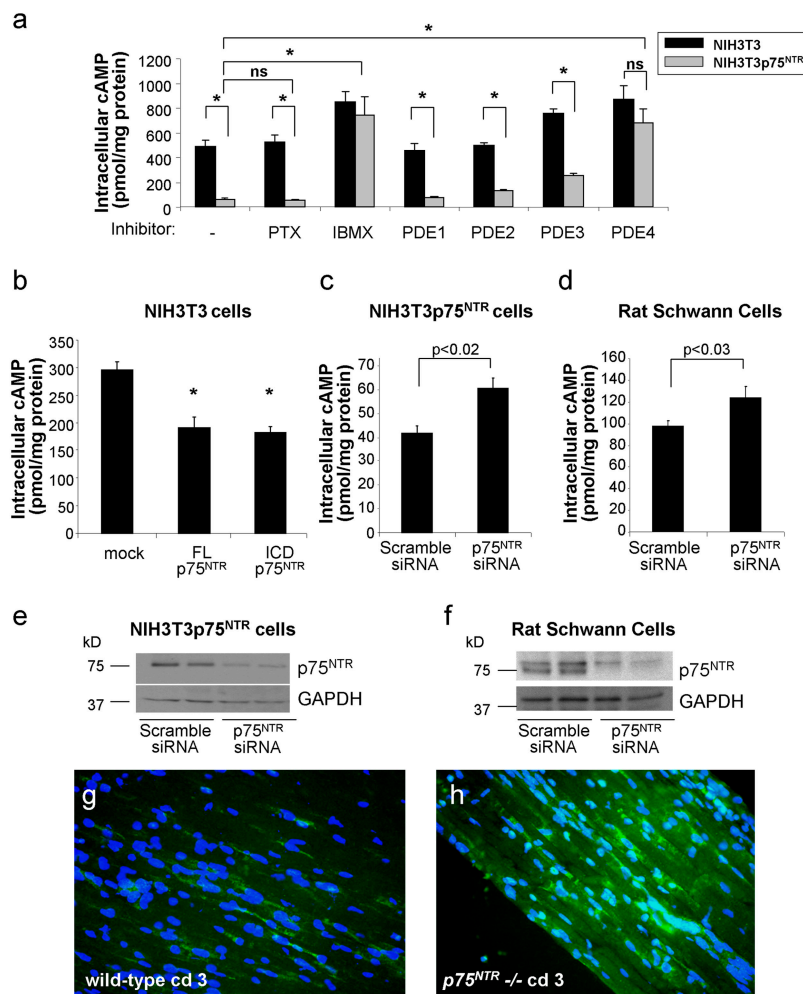 a
*
*
ns
NIH3T3
NIH3T3p75NTR
Intracellular cAMP
(pmol/mg protein)
1200
1000
800
600
400
200
0
*
*
*
*
*
ns
Inhibitor:
- PTX IBMX PDE1 PDE2 PDE3 PDE4
b
NIH3T3 cells
Intracellular cAMP
(pmol/mg protein)
350
300
250
200
150
100
50
0
*
*
mock FL ICD
p75NTR p75NTR
c
NIH3T3p75NTR cells
Intracellular cAMP
(pmol/mg protein)
70
60
50
40
30
20
10
0
p<0.02
Scramble p75NTR
siRNA siRNA
d
Rat Schwann Cells
Intracellular cAMP
(pmol/mg protein)
160
140
120
100
80
60
40
20
0
p<0.03
Scramble p75NTR
siRNA siRNA
e
NIH3T3p75NTR cells
kD
75
p75NTR
37
GAPDH
Scramble p75NTR
siRNA siRNA
f
Rat Schwann Cells
kD
75
p75NTR
37
GAPDH
Scramble p75NTR
siRNA siRNA
g
wild-type cd 3
h
p75NTR -/- cd 3